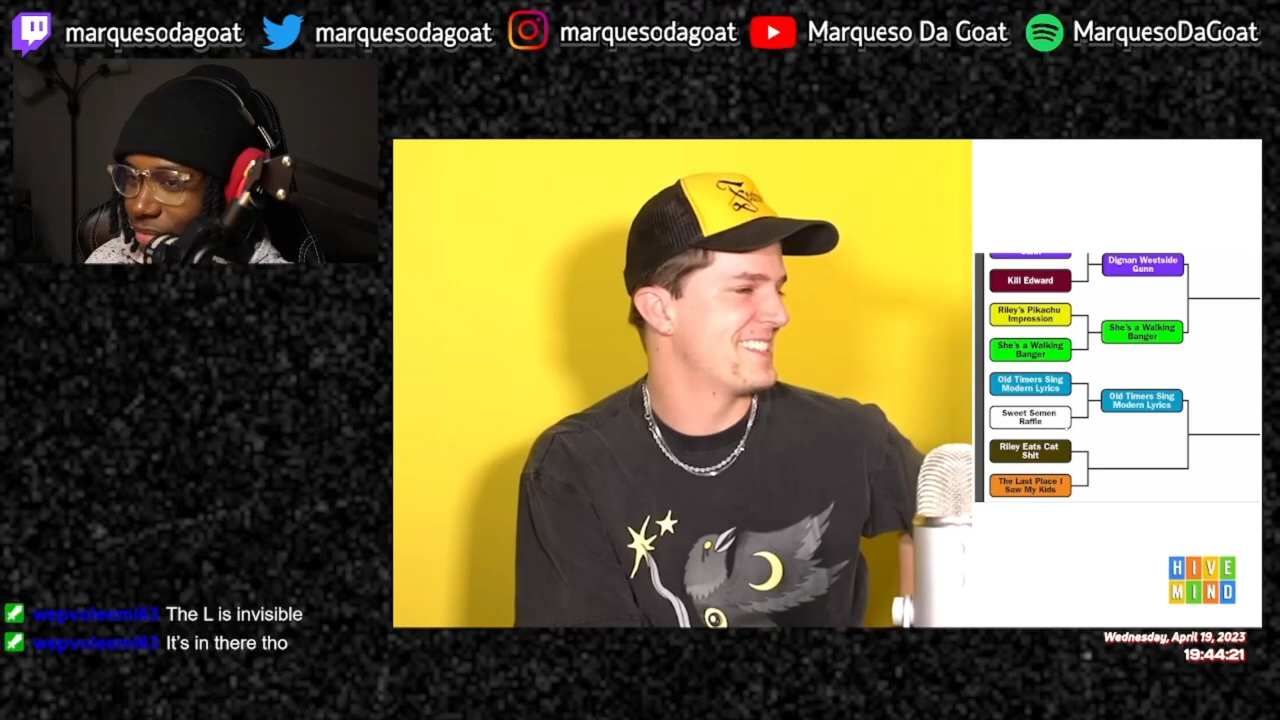 marquesodagoat
marquesodagoat
marquesodagoat
Marqueso Da Goat
MarquesoDaGoat
Kill Edward
Riley's Pikachu
Impression
She's a Walking
Banger
Old Timers Sing
Modern Lyrics
Sweet Semen
Raffle
Riley Eats Cat
Shit
The Last Place I
Saw My Kids
Dignan Westside
Gunn
She's a Walking
Banger
Old Timers Sing
Modern Lyrics
HIVE
MIND
wepvoleemi63 The L is invisible
wepvoleemi63 It's in there tho
Wednesday, April 19, 2023
19:44:21